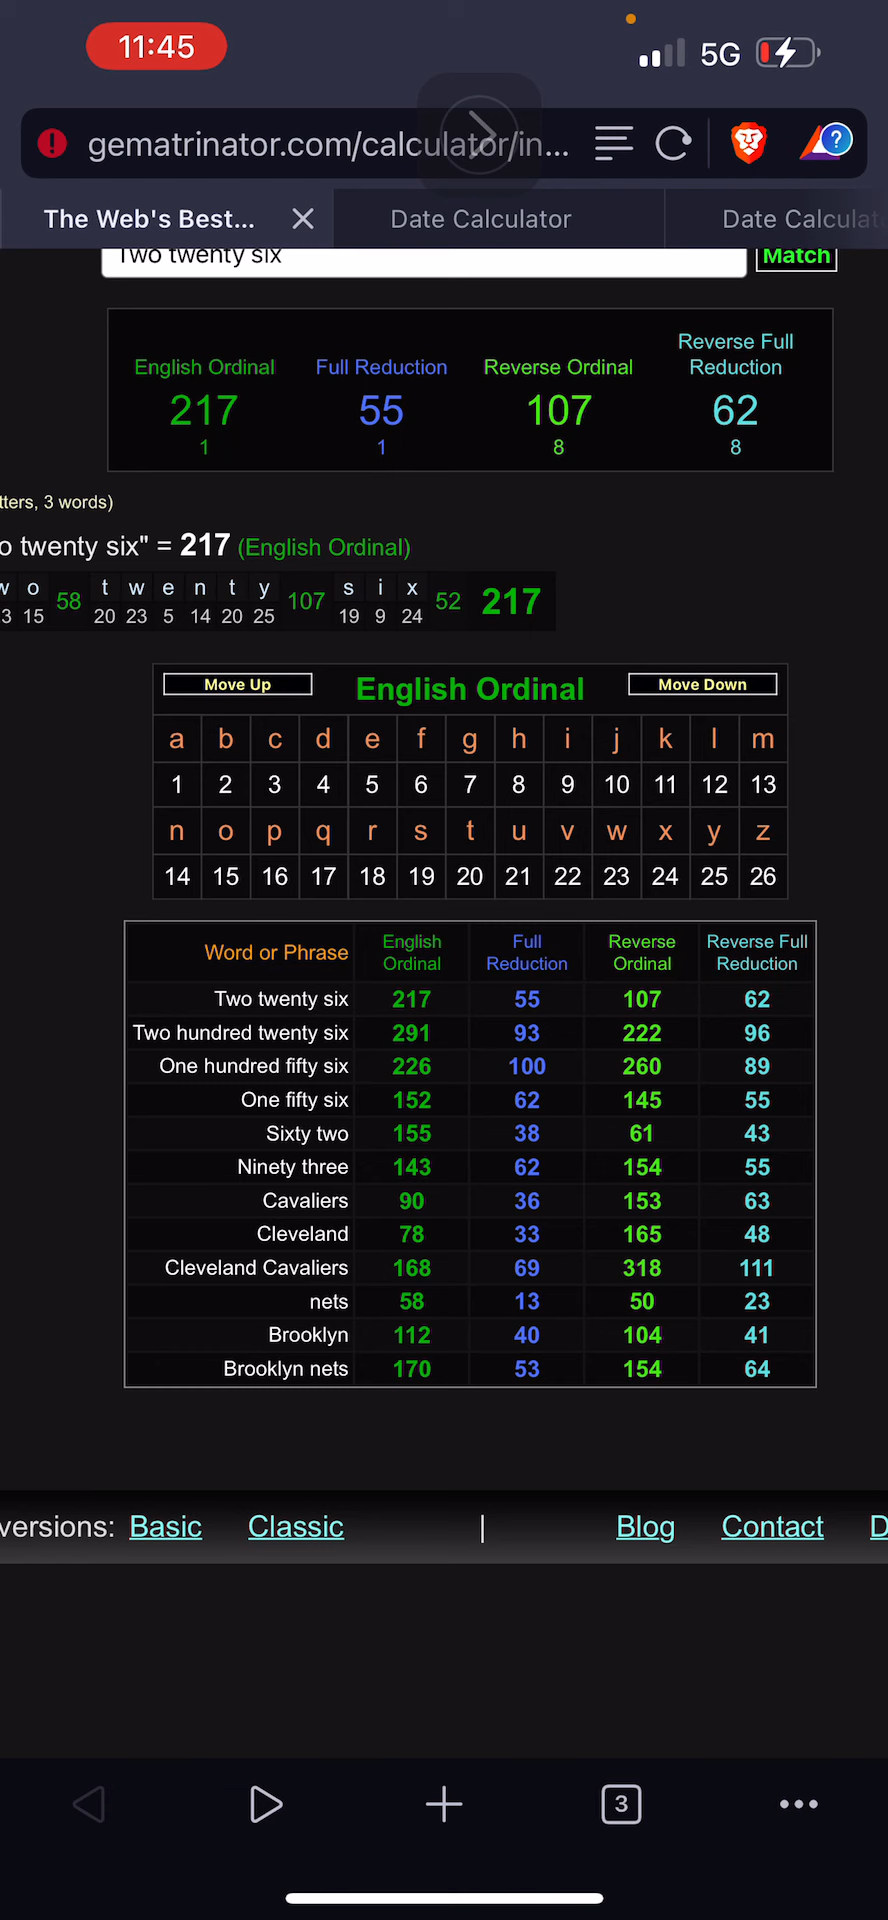 11:45
5G
gematrinator.com/calculator/in...
The Web's Best...
Date Calculator
Date Calculat
Two twenty six
Match
English Ordinal
Full Reduction
Reverse Ordinal
Reverse Full Reduction
217
55
107
62
1
1
8
8
tters, 3 words)
o twenty six" = 217 (English Ordinal)
w o 58 t w e n t y 107 s i x 52 217
3 15 20 23 5 14 20 25 19 9 24
Move Up
English Ordinal
Move Down
a b c d e f g h i j k l m
1 2 3 4 5 6 7 8 9 10 11 12 13
n o p q r s t u v w x y z
14 15 16 17 18 19 20 21 22 23 24 25 26
Word or Phrase English Ordinal Full Reduction Reverse Ordinal Reverse Full Reduction
Two twenty six 217 55 107 62
Two hundred twenty six 291 93 222 96
One hundred fifty six 226 100 260 89
One fifty six 152 62 145 55
Sixty two 155 38 61 43
Ninety three 143 62 154 55
Cavaliers 90 36 153 63
Cleveland 78 33 165 48
Cleveland Cavaliers 168 69 318 111
nets 58 13 50 23
Brooklyn 112 40 104 41
Brooklyn nets 170 53 154 64
versions: Basic Classic | Blog Contact D
3